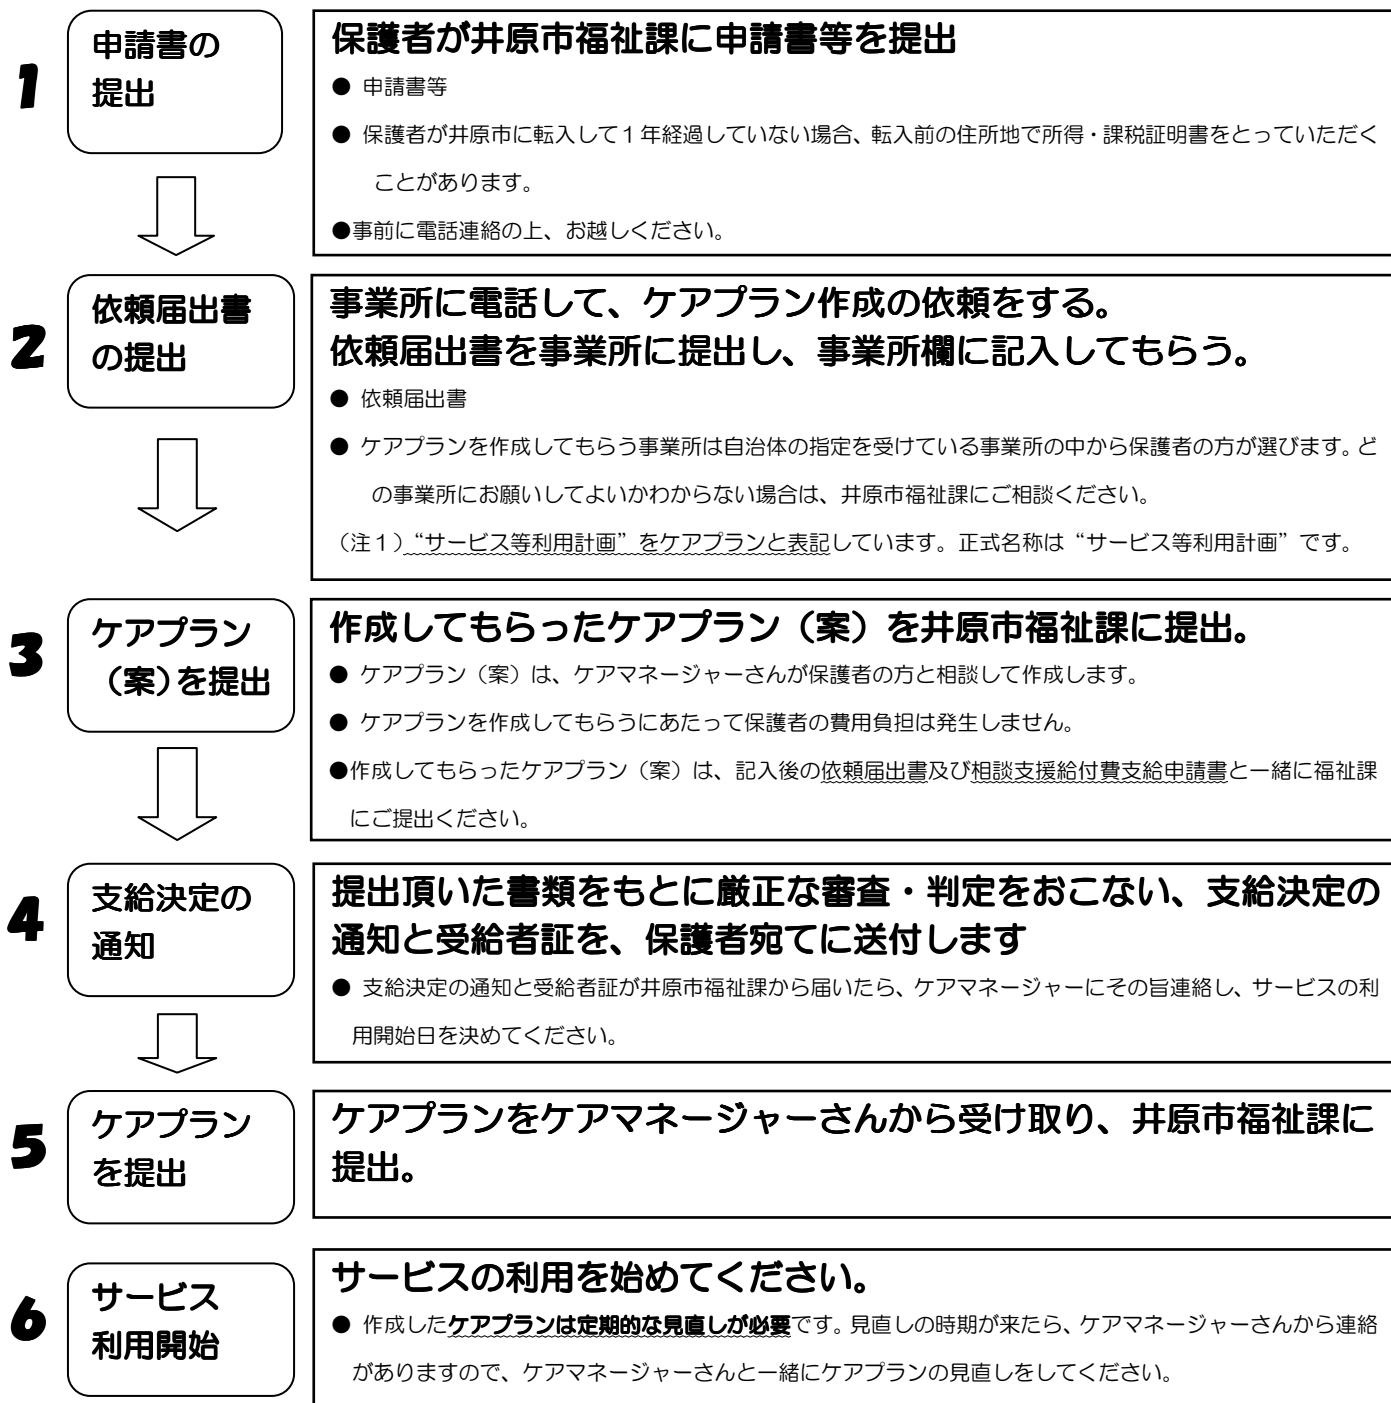 1
申請書の
提出
保護者が井原市福祉課に申請書等を提出
● 申請書等
● 保護者が井原市に転入して１年経過していない場合、転入前の住所地で所得・課税証明書をとっていただく
ことがあります。
●事前に電話連絡の上、お越しください。
2
依頼届出書
の提出
事業所に電話して、ケアプラン作成の依頼をする。
依頼届出書を事業所に提出し、事業所欄に記入してもらう。
● 依頼届出書
● ケアプランを作成してもらう事業所は自治体の指定を受けている事業所の中から保護者の方が選びます。ど
の事業所にお願いしてよいかわからない場合は、井原市福祉課にご相談ください。
（注１）“サービス等利用計画”をケアプランと表記しています。正式名称は“サービス等利用計画”です。
3
ケアプラン
（案）を提出
作成してもらったケアプラン（案）を井原市福祉課に提出。
● ケアプラン（案）は、ケアマネージャーさんが保護者の方と相談して作成します。
● ケアプランを作成してもらうにあたって保護者の費用負担は発生しません。
●作成してもらったケアプラン（案）は、記入後の依頼届出書及び相談支援給付費支給申請書と一緒に福祉課
にご提出ください。
4
支給決定の
通知
提出頂いた書類をもとに厳正な審査・判定をおこない、支給決定の
通知と受給者証を、保護者宛てに送付します
● 支給決定の通知と受給者証が井原市福祉課から届いたら、ケアマネージャーにその旨連絡し、サービスの利
用開始日を決めてください。
5
ケアプラン
を提出
ケアプランをケアマネージャーさんから受け取り、井原市福祉課に
提出。
6
サービス
利用開始
サービスの利用を始めてください。
● 作成したケアプランは定期的な見直しが必要です。見直しの時期が来たら、ケアマネージャーさんから連絡
がありますので、ケアマネージャーさんと一緒にケアプランの見直しをしてください。